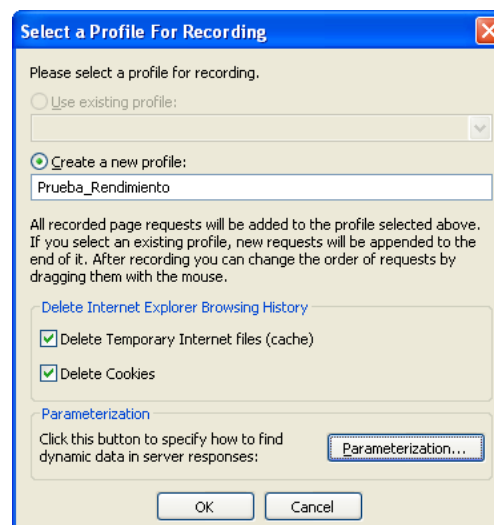 Select a Profile For Recording
Please select a profile for recording.
Use existing profile:
Create a new profile:
Prueba_Rendimiento
All recorded page requests will be added to the profile selected above.
If you select an existing profile, new requests will be appended to the
end of it. After recording you can change the order of requests by
dragging them with the mouse.
Delete Internet Explorer Browsing History
Delete Temporary Internet files (cache)
Delete Cookies
Parameterization
Click this button to specify how to find
dynamic data in server responses:
Parameterization...
OK
Cancel